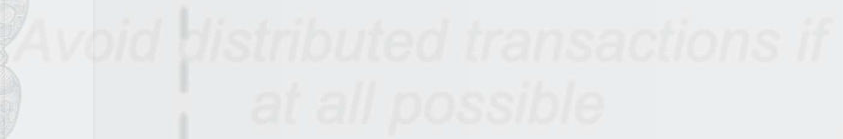 Avoid distributed transactions if
at all possible